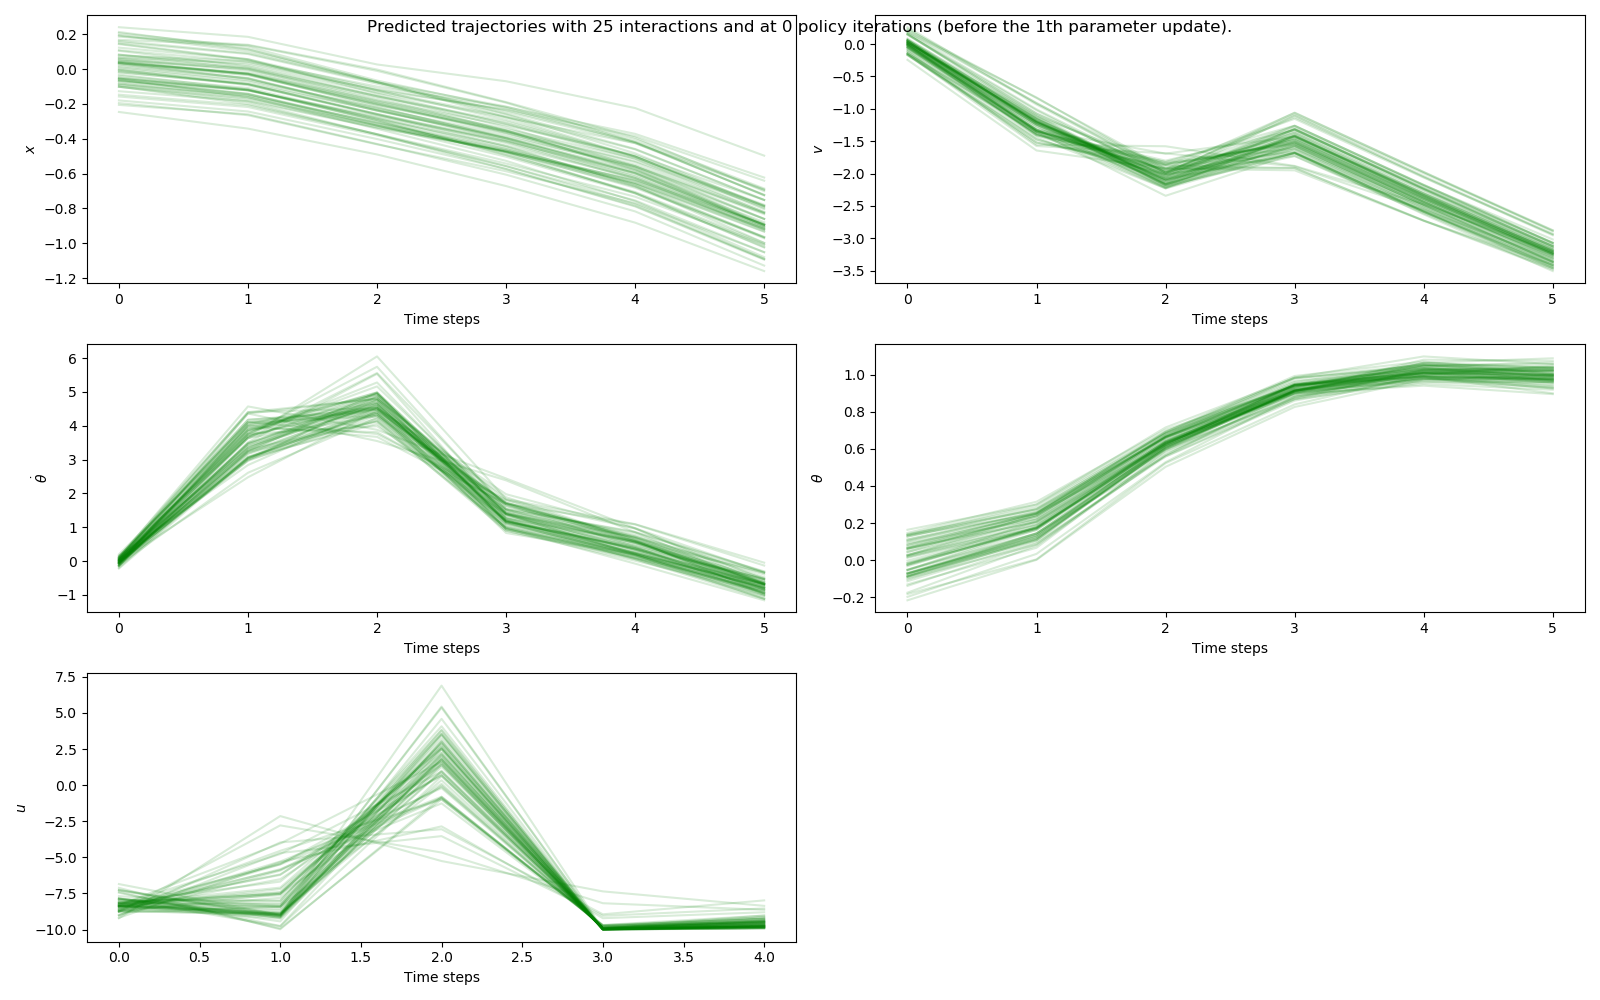 Predicted trajectories with 25 interactions and at 0 policy iterations (before the 1th parameter update).
0.2
0.0
−0.2
−0.4
−0.6
−0.8
−1.0
−1.2
x
0 1 2 3 4 5
Time steps
0.0
−0.5
−1.0
−1.5
−2.0
−2.5
−3.0
−3.5
v
0 1 2 3 4 5
Time steps
6
5
4
3
2
1
0
−1
θ̇
0 1 2 3 4 5
Time steps
1.0
0.8
0.6
0.4
0.2
0.0
−0.2
θ
0 1 2 3 4 5
Time steps
7.5
5.0
2.5
0.0
−2.5
−5.0
−7.5
−10.0
u
0.0 0.5 1.0 1.5 2.0 2.5 3.0 3.5 4.0
Time steps